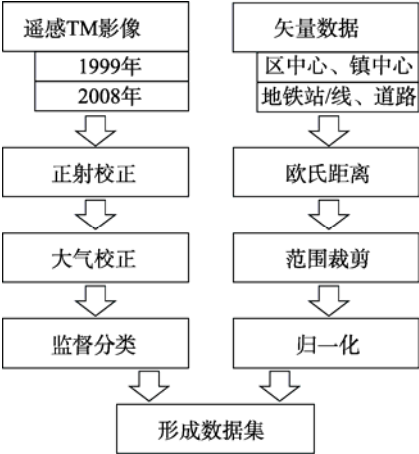 遥感TM影像
1999年
2008年
正射校正
大气校正
监督分类
矢量数据
区中心、镇中心
地铁站/线、道路
欧氏距离
范围裁剪
归一化
形成数据集